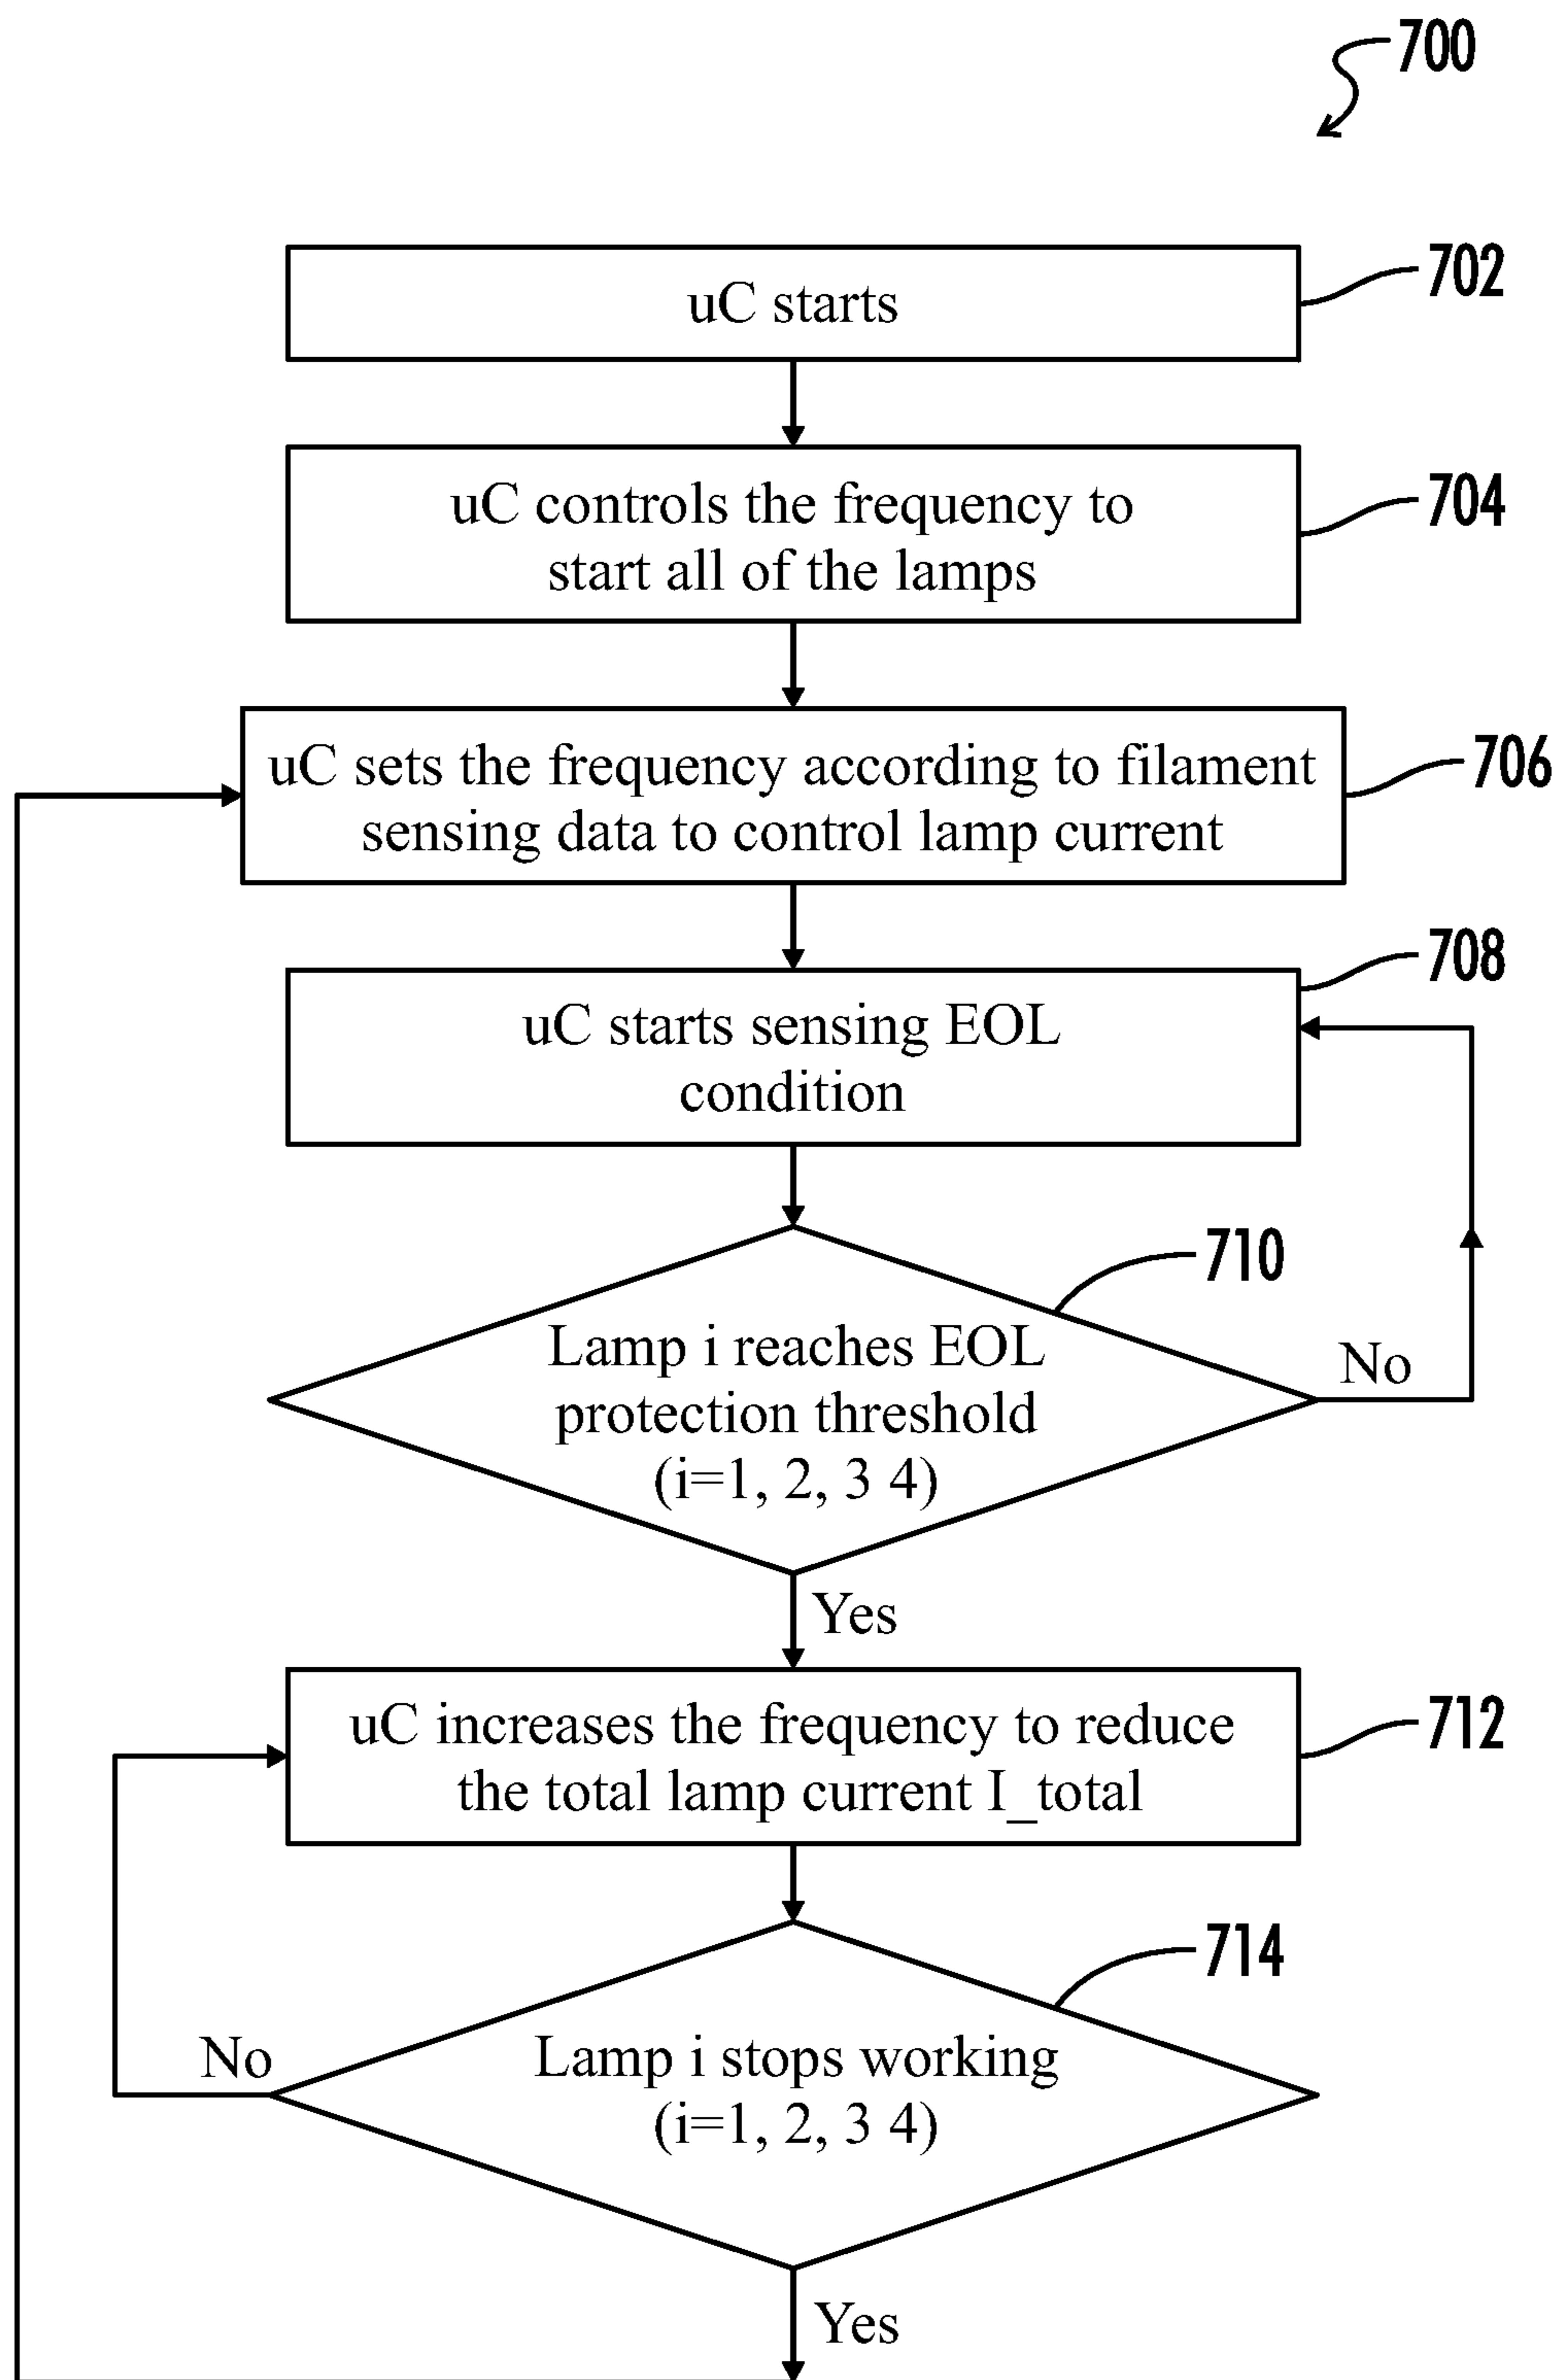 700
uC starts
702
uC controls the frequency to
start all of the lamps
704
uC sets the frequency according to filament
sensing data to control lamp current
706
uC starts sensing EOL
condition
708
Lamp i reaches EOL
protection threshold
(i=1, 2, 3 4)
710
No
Yes
uC increases the frequency to reduce
the total lamp current I_total
712
Lamp i stops working
(i=1, 2, 3 4)
714
No
Yes